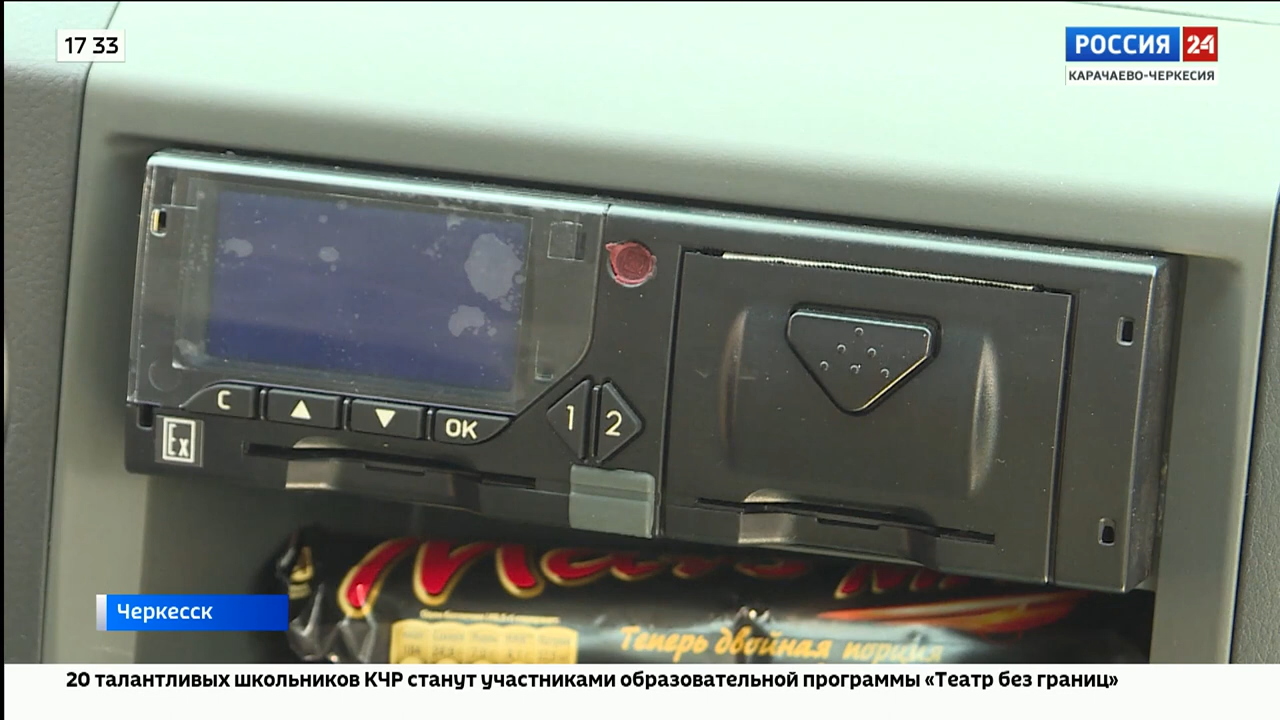 17 33
РОССИЯ 24
КАРАЧАЕВО-ЧЕРКЕСИЯ
C
OK
1
2
Ex
Mars
Теперь двойная порция
Черкесск
20 талантливых школьников КЧР станут участниками образовательной программы «Театр без границ»